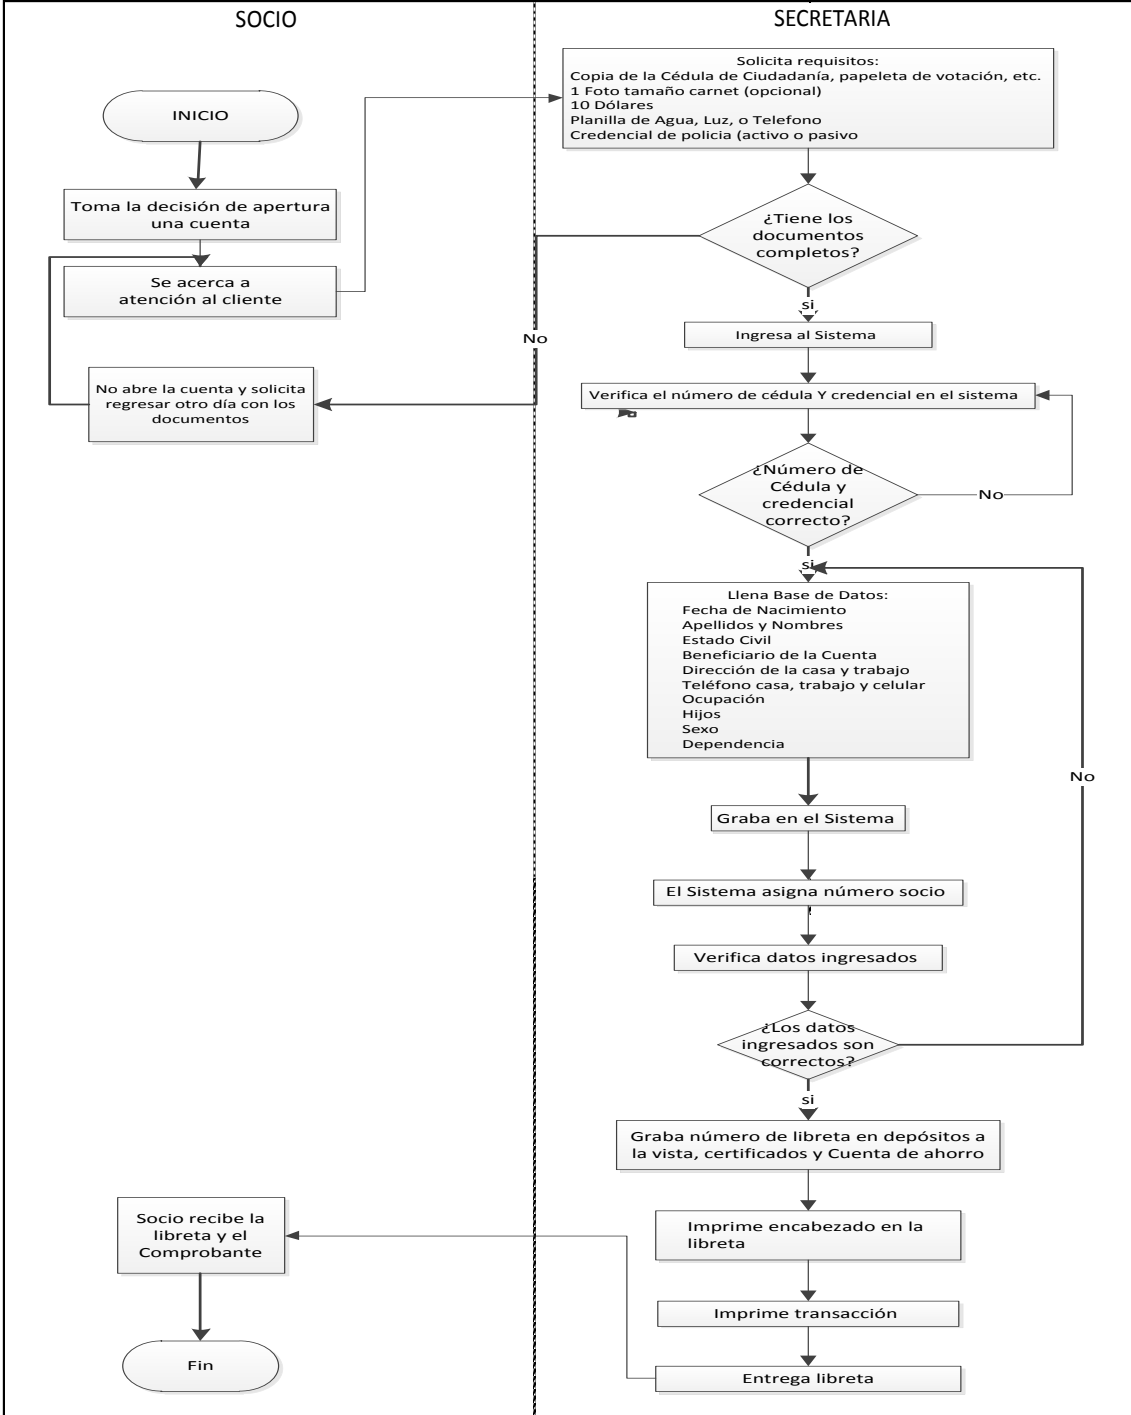 SOCIO
SECRETARIA
INICIO
Toma la decisión de apertura
una cuenta
Se acerca a
atención al cliente
No abre la cuenta y solicita
regresar otro día con los
documentos
No
Solicita requisitos:
Copia de la Cédula de Ciudadanía, papeleta de votación, etc.
1 Foto tamaño carnet (opcional)
10 Dólares
Planilla de Agua, Luz, o Telefono
Credencial de policia (activo o pasivo
¿Tiene los
documentos
completos?
si
Ingresa al Sistema
Verifica el número de cédula Y credencial en el sistema
¿Número de
Cédula y
credencial
correcto?
No
si
Llena Base de Datos:
Fecha de Nacimiento
Apellidos y Nombres
Estado Civil
Beneficiario de la Cuenta
Dirección de la casa y trabajo
Teléfono casa, trabajo y celular
Ocupación
Hijos
Sexo
Dependencia
No
Graba en el Sistema
El Sistema asigna número socio
Verifica datos ingresados
¿Los datos
ingresados son
correctos?
si
Graba número de libreta en depósitos a
la vista, certificados y Cuenta de ahorro
Imprime encabezado en la
libreta
Imprime transacción
Entrega libreta
Socio recibe la
libreta y el
Comprobante
Fin